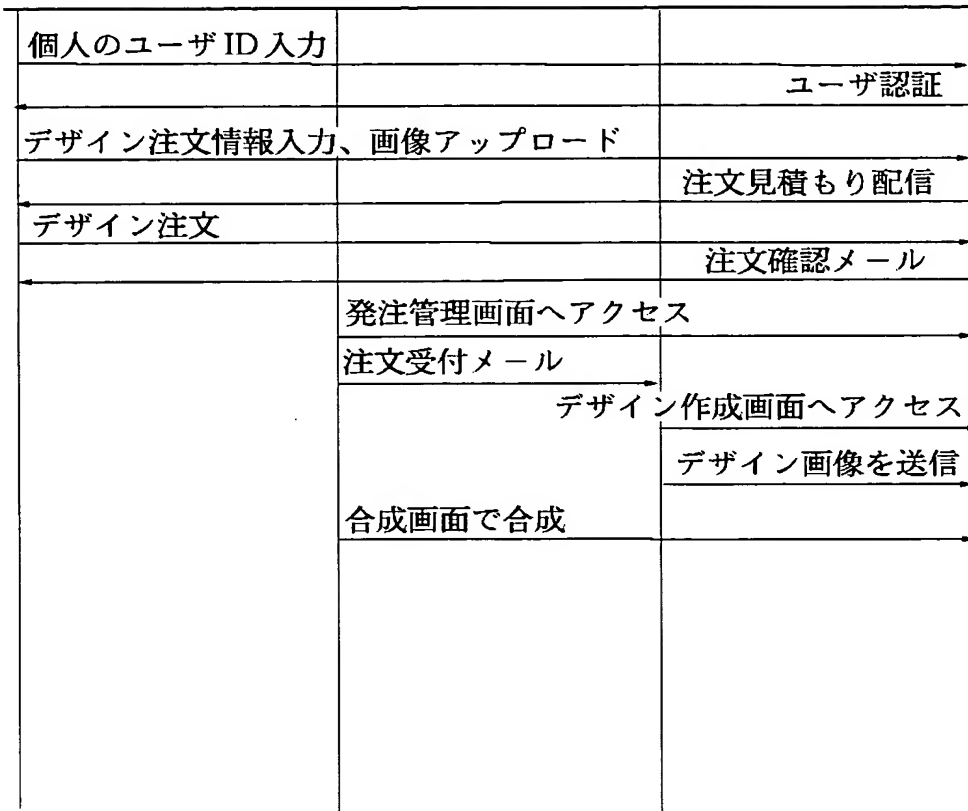 個人のユーザID入力
ユーザ認証
デザイン注文情報入力、画像アップロード
注文見積もり配信
デザイン注文
注文確認メール
発注管理画面へアクセス
注文受付メール
デザイン作成画面へアクセス
デザイン画像を送信
合成画面で合成